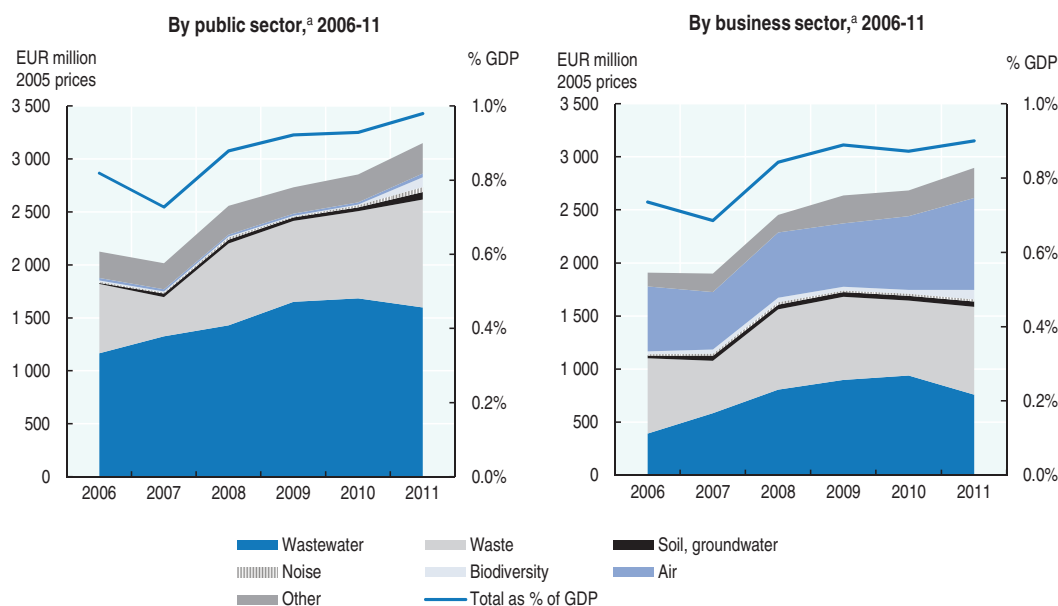 By public sector,ª 2006-11
EUR million
2005 prices
% GDP
3 500
3 000
2 500
2 000
1 500
1 000
500
0
1.0%
0.8%
0.6%
0.4%
0.2%
0.0%
2006 2007 2008 2009 2010 2011
By business sector,ª 2006-11
EUR million
2005 prices
% GDP
3 500
3 000
2 500
2 000
1 500
1 000
500
0
1.0%
0.8%
0.6%
0.4%
0.2%
0.0%
2006 2007 2008 2009 2010 2011
Wastewater Waste Soil, groundwater
Noise Biodiversity Air
Other Total as % of GDP